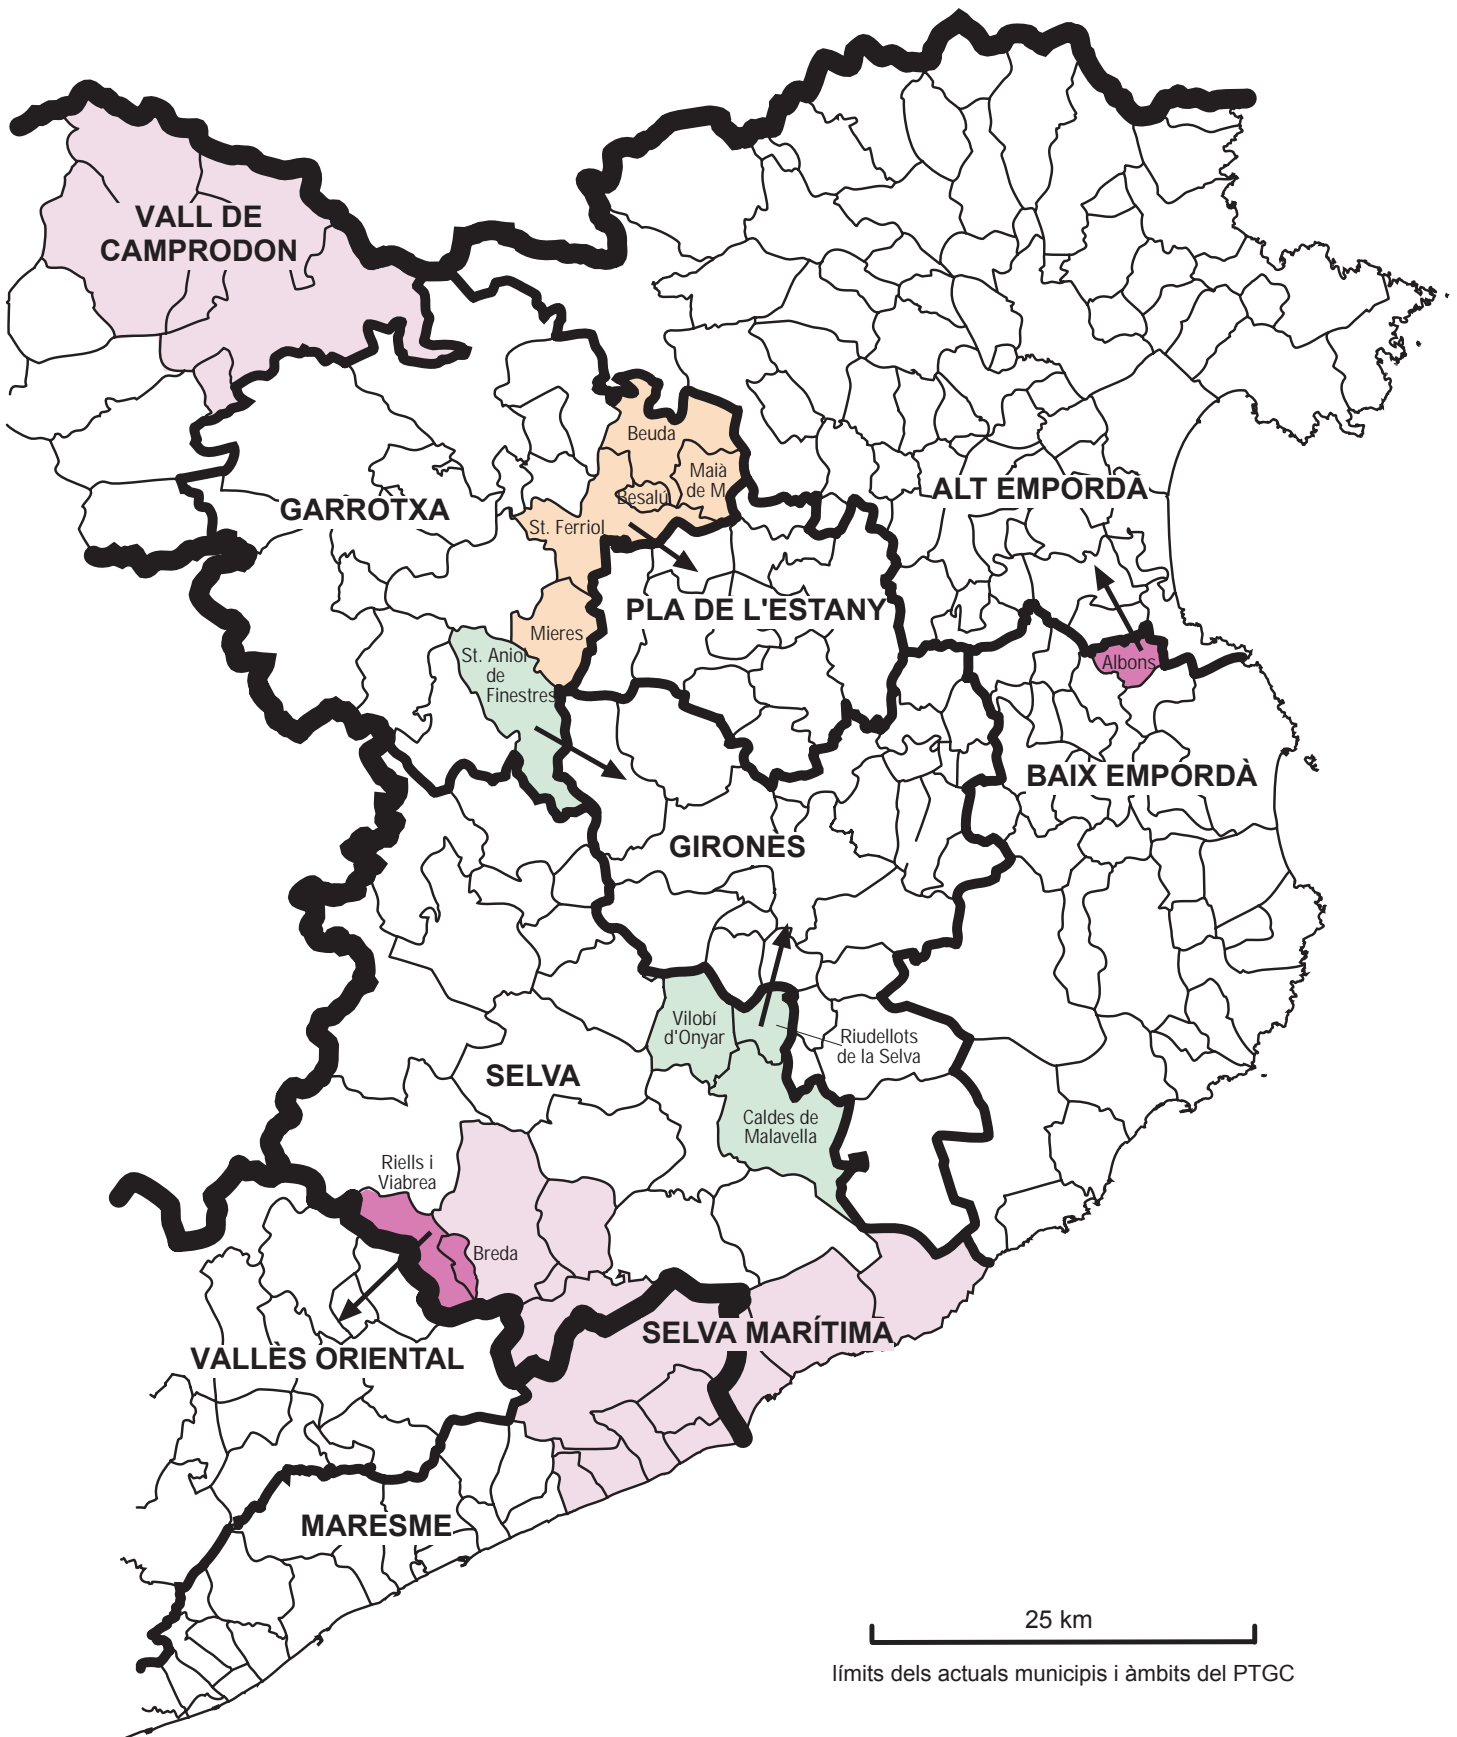 VALL DE
CAMPRODON
Beuda
Maià
de M.
Besalú
ALT EMPORDÀ
GARROTXA
St. Ferriol
PLA DE L'ESTANY
Mieres
St. Aniol
de
Finestres
Albons
BAIX EMPORDÀ
GIRONÈS
Vilobí
d'Onyar
Riudellots
de la Selva
SELVA
Caldes de
Malavella
Riells i
Viabrea
Breda
SELVA MARÍTIMA
VALLÈS ORIENTAL
MARESME
25 km
límits dels actuals municipis i àmbits del PTGC